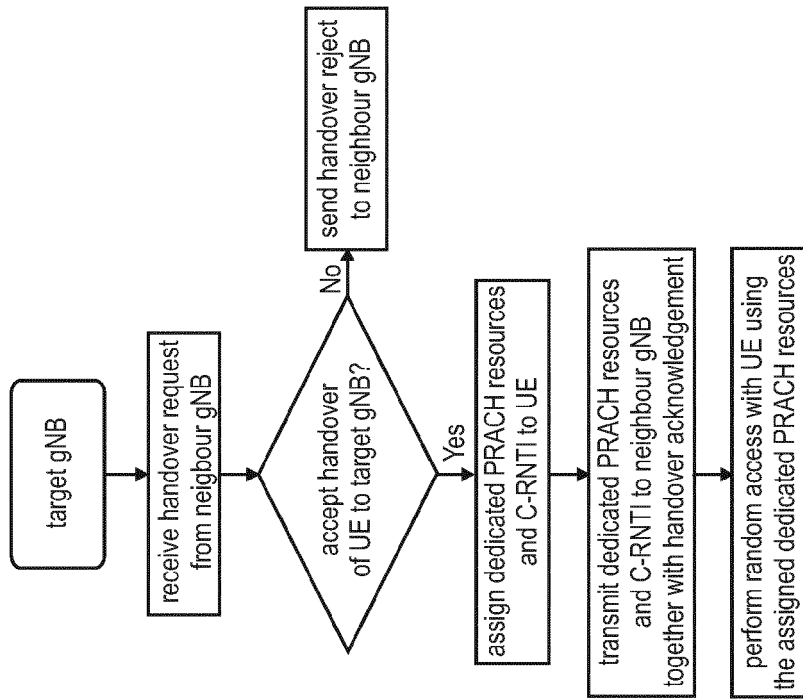 target gNB
receive handover request
from neigbour gNB
accept handover
of UE to target gNB?
No
send handover reject
to neighbour gNB
Yes
assign dedicated PRACH resources
and C-RNTI to UE
transmit dedicated PRACH resources
and C-RNTI to neighbour gNB
together with handover acknowledgement
perform random access with UE using
the assigned dedicated PRACH resources